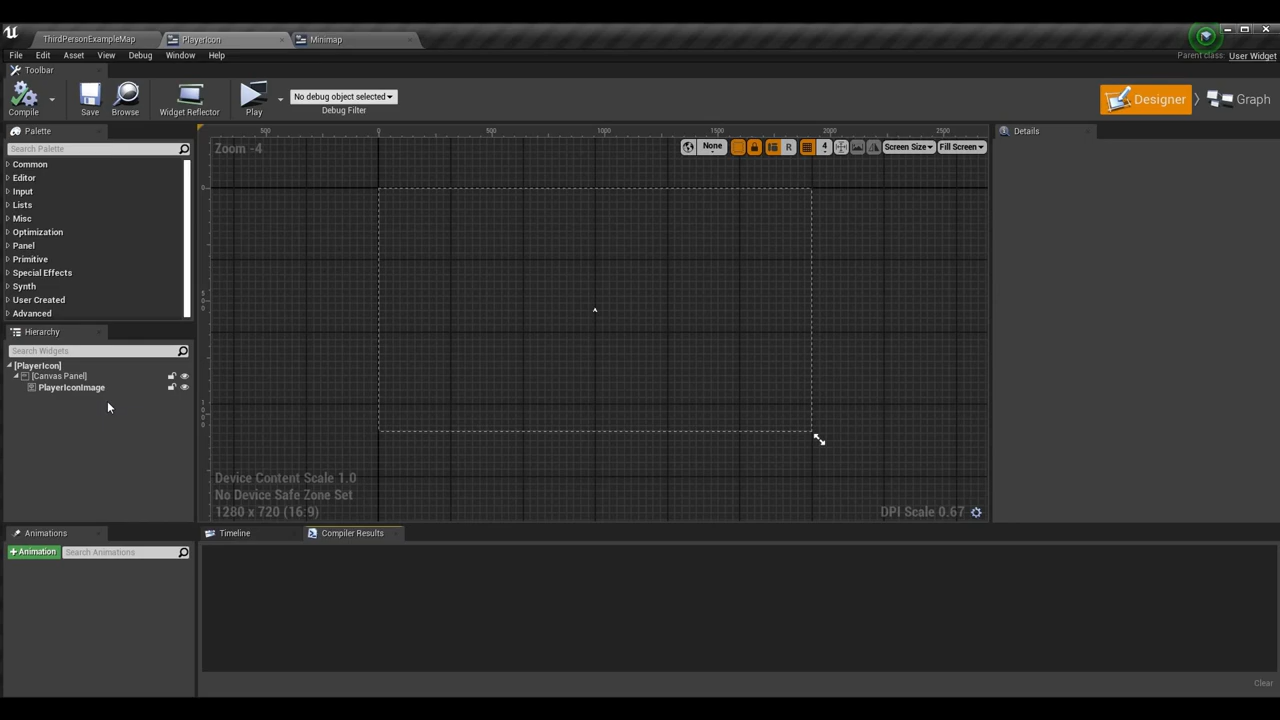 ThirdPersonExampleMap
PlayerIcon
Minimap
File
Edit
Asset
View
Debug
Window
Help
Parent class:
User Widget
Toolbar
Compile
Save
Browse
Widget Reflector
Play
No debug object selected
Debug Filter
Designer
Graph
Palette
Search Palette
Common
Editor
Input
Lists
Misc
Optimization
Panel
Primitive
Special Effects
Synth
User Created
Advanced
Hierarchy
Search Widgets
[PlayerIcon]
[Canvas Panel]
PlayerIconImage
500
0
500
1000
1500
2000
2500
Zoom -4
None
R
4
Screen Size
Fill Screen
0
500
1000
Device Content Scale 1.0
No Device Safe Zone Set
1280 x 720 (16:9)
DPI Scale 0.67
Details
Animations
+Animation
Search Animations
Timeline
Compiler Results
Clear